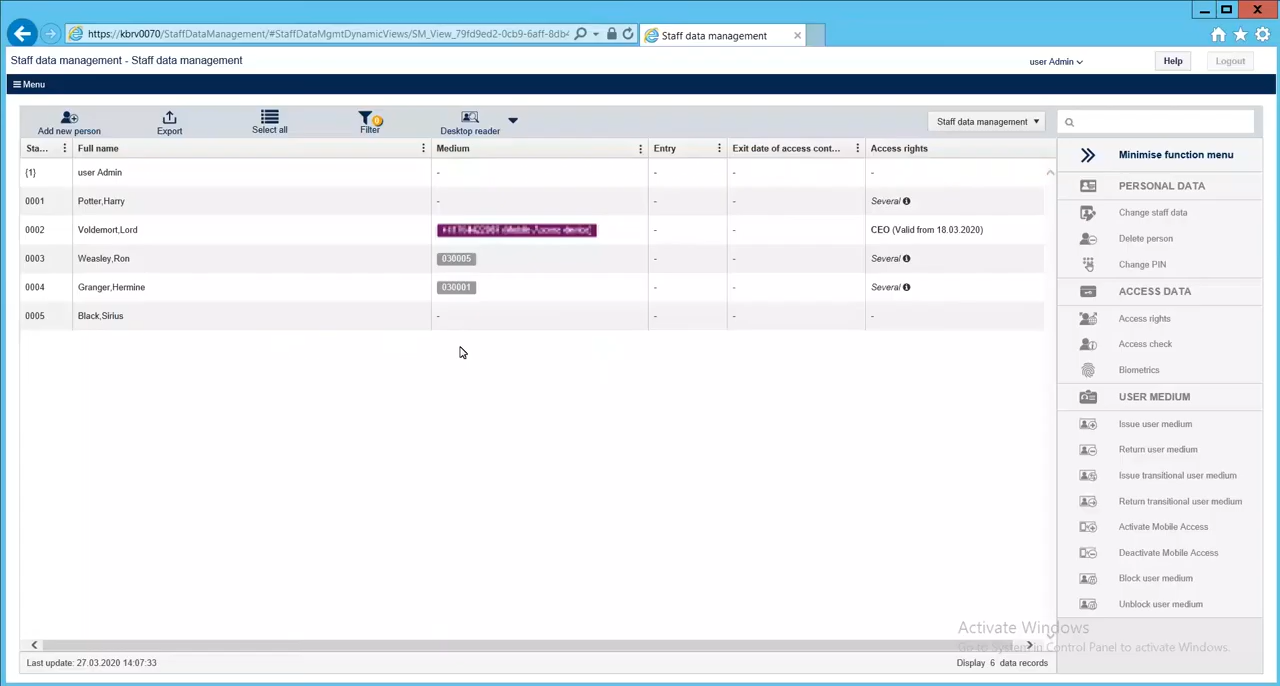 https://kbrv0070/StaffDataManagement/#StaffDataMgmtDynamicViews/SM_View_79fd9ed2-0cb9-6aff-8db4
Staff data management
Staff data management - Staff data management
user Admin
Help
Logout
Menu
Add new person
Export
Select all
Filter
0
Desktop reader
Staff data management
Sta... Full name Medium Entry Exit date of access cont... Access rights
{1} user Admin - - - -
0001 Potter,Harry - - - Several
0002 Voldemort,Lord - - CEO (Valid from 18.03.2020)
0003 Weasley,Ron 030005 - - Several
0004 Granger,Hermine 030001 - - Several
0005 Black,Sirius - - - -
Minimise function menu
PERSONAL DATA
Change staff data
Delete person
Change PIN
ACCESS DATA
Access rights
Access check
Biometrics
USER MEDIUM
Issue user medium
Return user medium
Issue transitional user medium
Return transitional user medium
Activate Mobile Access
Deactivate Mobile Access
Block user medium
Unblock user medium
Activate Windows
Go to System in Control Panel to activate Windows.
Last update: 27.03.2020 14:07:33
Display 6 data records